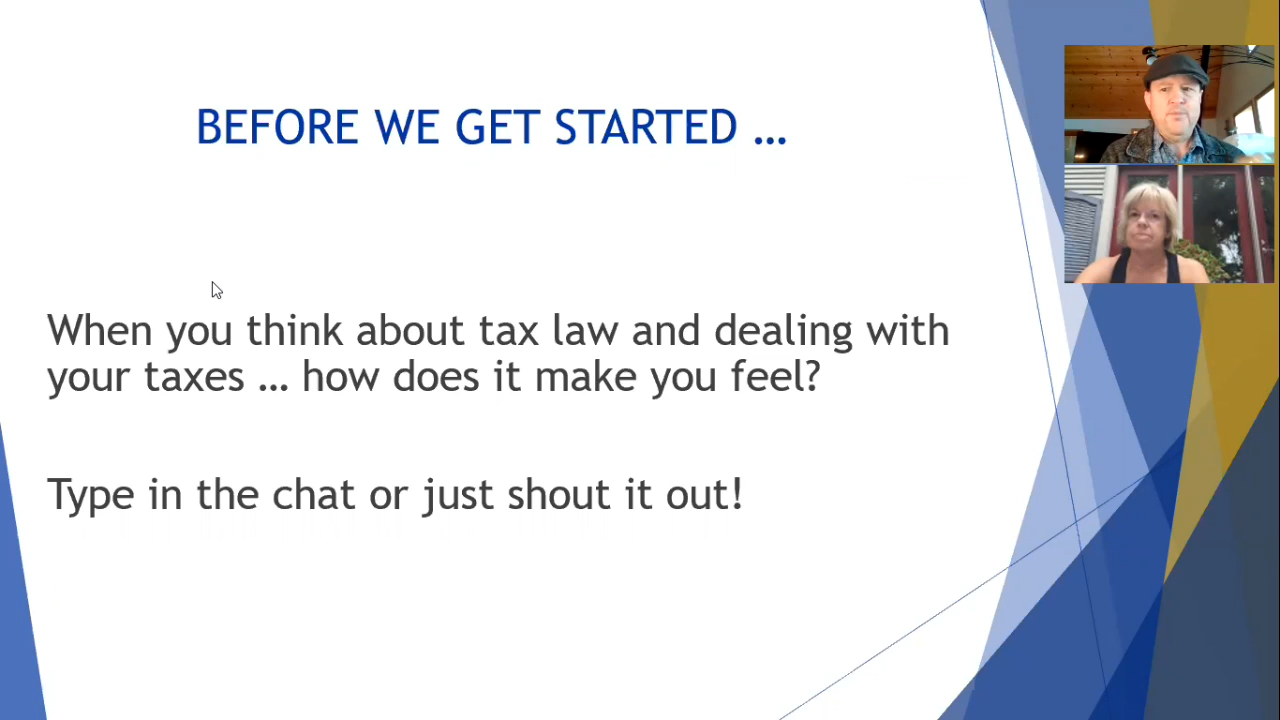 BEFORE WE GET STARTED …
When you think about tax law and dealing with
your taxes … how does it make you feel?
Type in the chat or just shout it out!